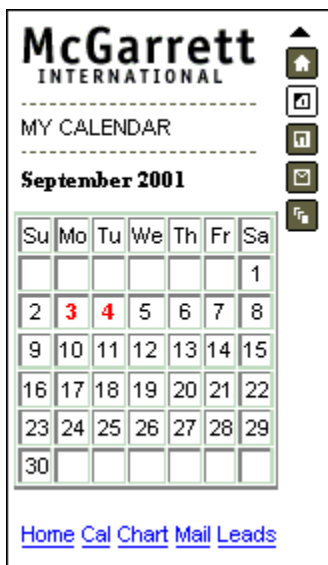 McGarrett
INTERNATIONAL
MY CALENDAR
September 2001
Su Mo Tu We Th Fr Sa
1
2 3 4 5 6 7 8
9 10 11 12 13 14 15
16 17 18 19 20 21 22
23 24 25 26 27 28 29
30
Home Cal Chart Mail Leads